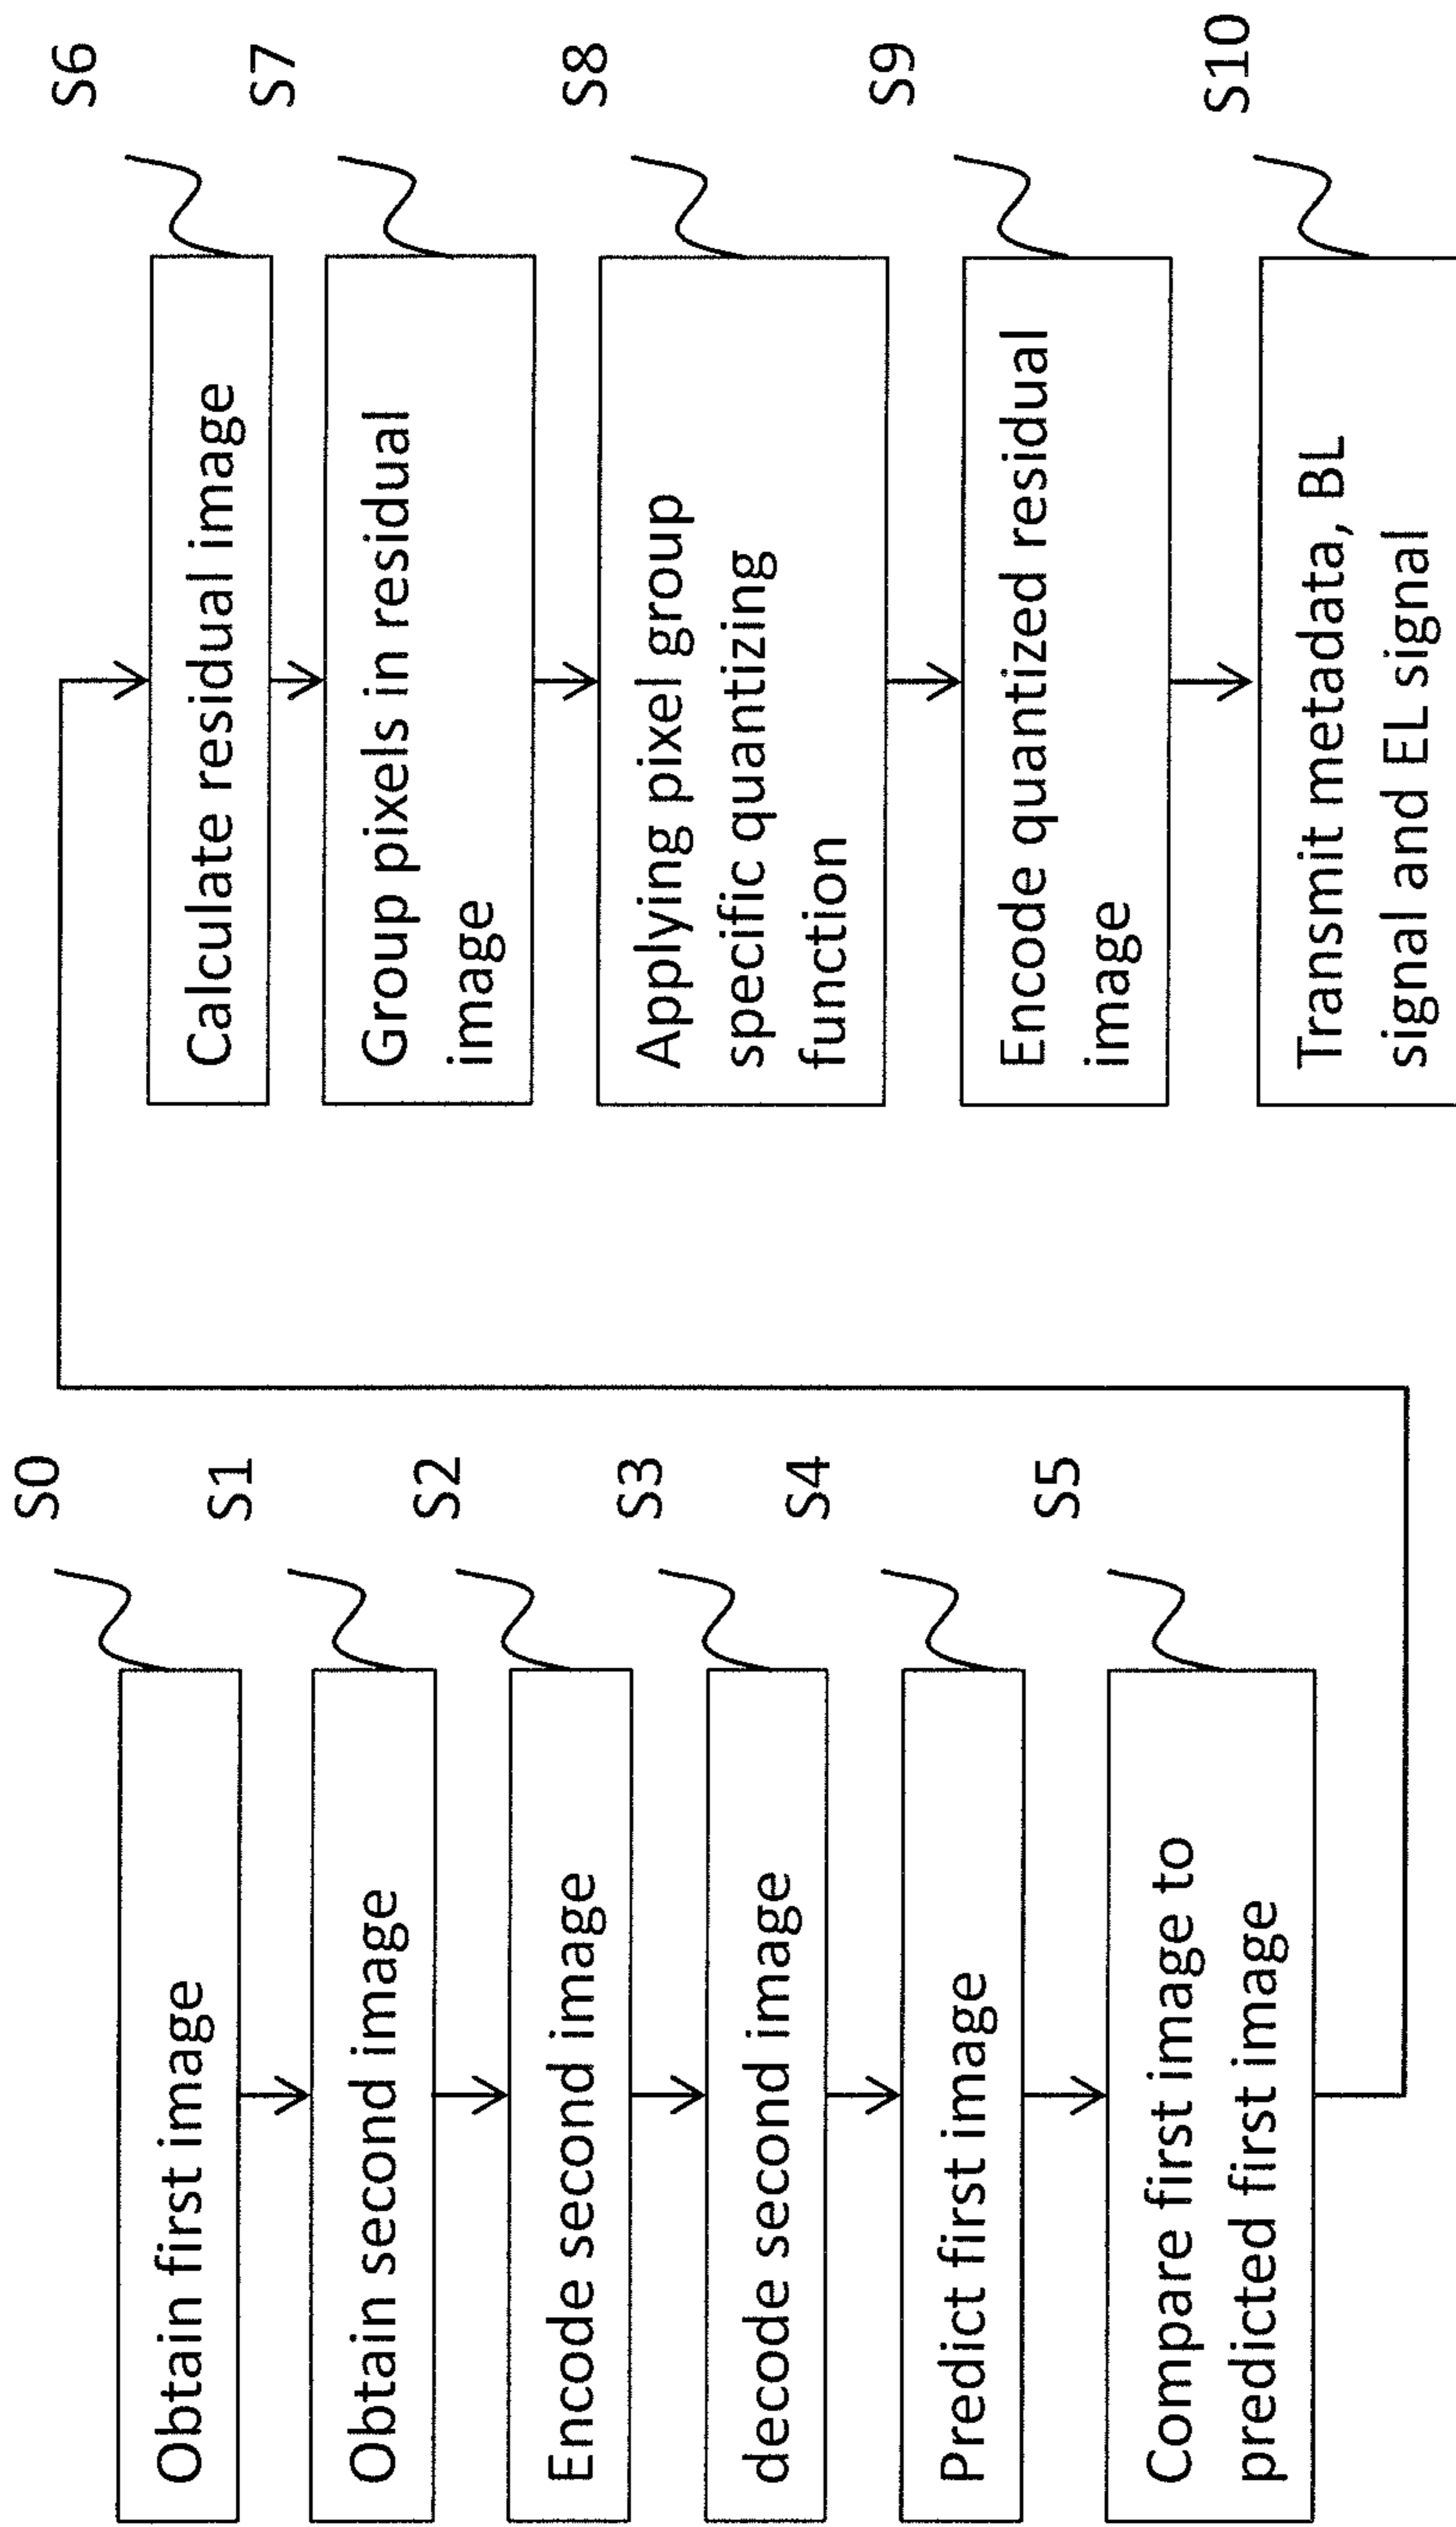 Obtain first image
S0
Obtain second image
S1
Encode second image
S2
decode second image
S3
Predict first image
S4
Compare first image to
predicted first image
S5
Calculate residual image
S6
Group pixels in residual
image
S7
Applying pixel group
specific quantizing
function
S8
Encode quantized residual
image
S9
Transmit metadata, BL
signal and EL signal
S10